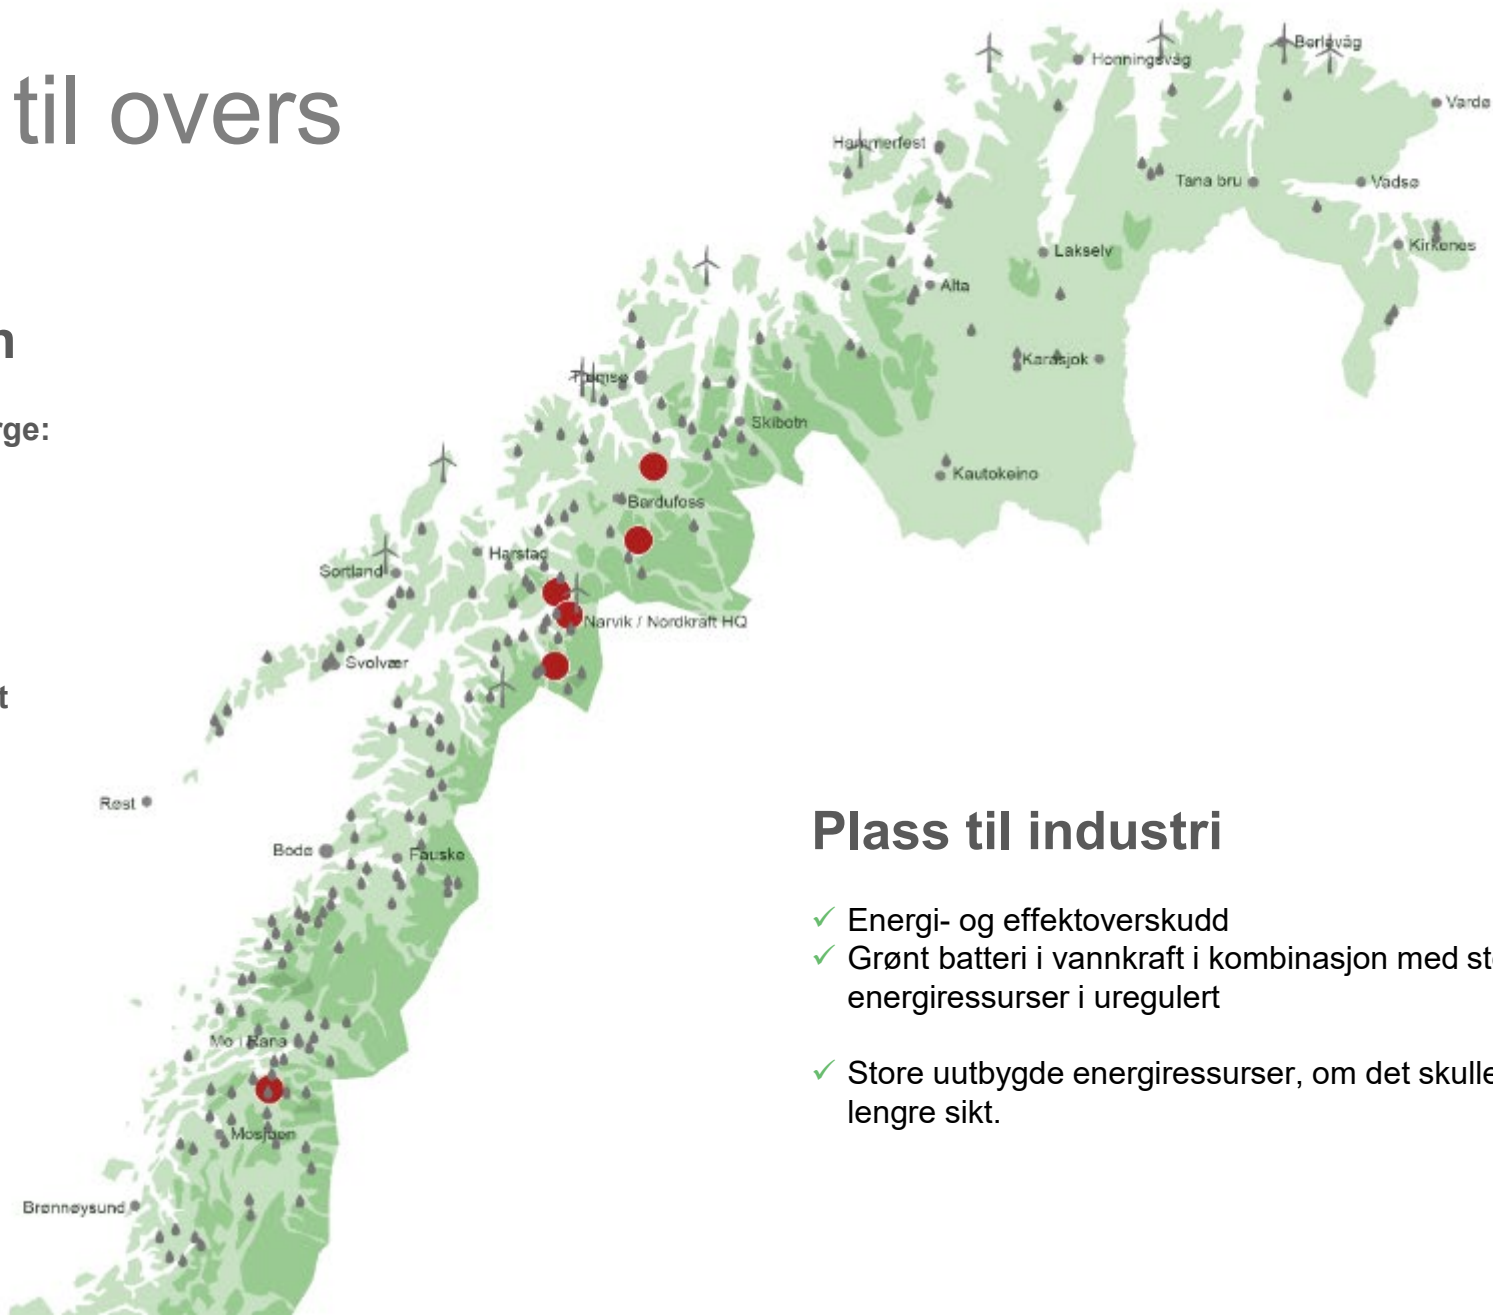 til overs
n
rge:
t
Honningsvåg
Berlevåg
Vardø
Hammerfest
Tana bru
Vadsø
Lakselv
Kirkenes
Alta
Karasjok
Tromsø
Skibotn
Kautokeino
Bardufoss
Harstad
Sortland
Narvik / Nordkraft HQ
Svolvær
Røst
Bodø
Fauske
Mo i Rana
Mosjøen
Brønnøysund
Plass til industri
✓ Energi- og effektoverskudd
✓ Grønt batteri i vannkraft i kombinasjon med st
energiressurser i uregulert
✓ Store uutbygde energiressurser, om det skulle
lengre sikt.